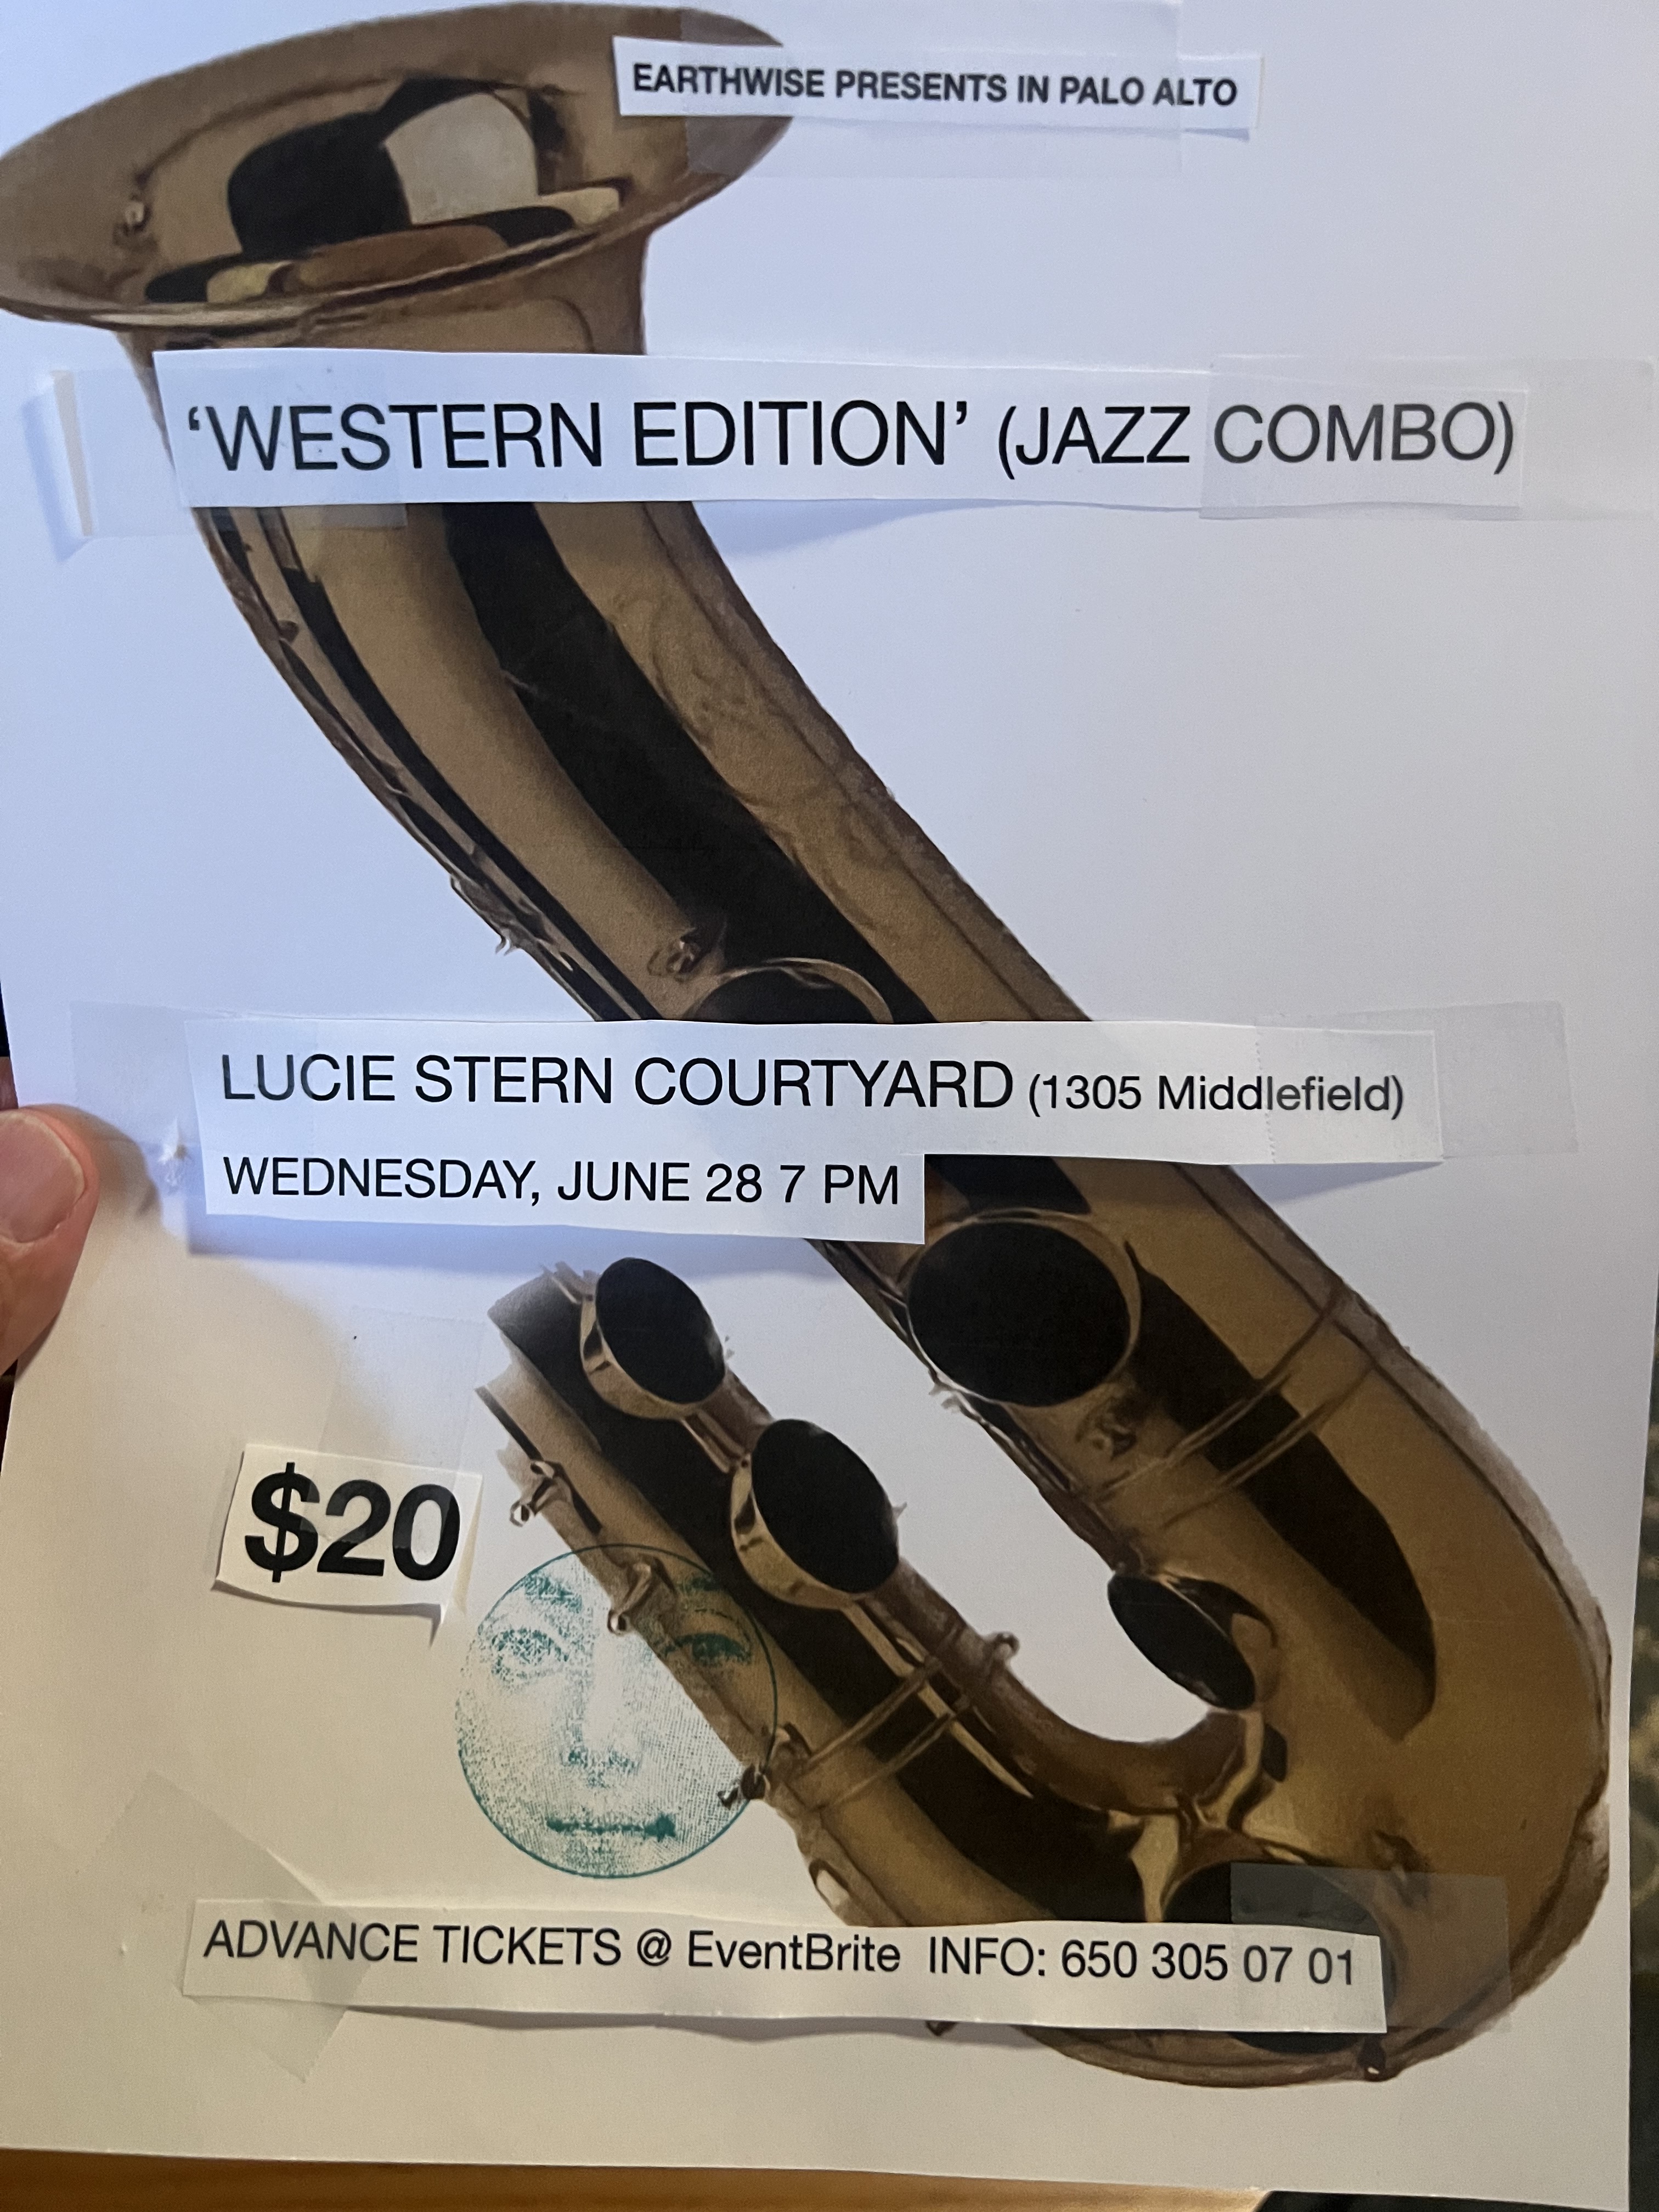 EARTHWISE PRESENTS IN PALO ALTO
‘WESTERN EDITION’ (JAZZ COMBO)
LUCIE STERN COURTYARD (1305 Middlefield)
WEDNESDAY, JUNE 28 7 PM
$20
ADVANCE TICKETS @ EventBrite INFO: 650 305 07 01